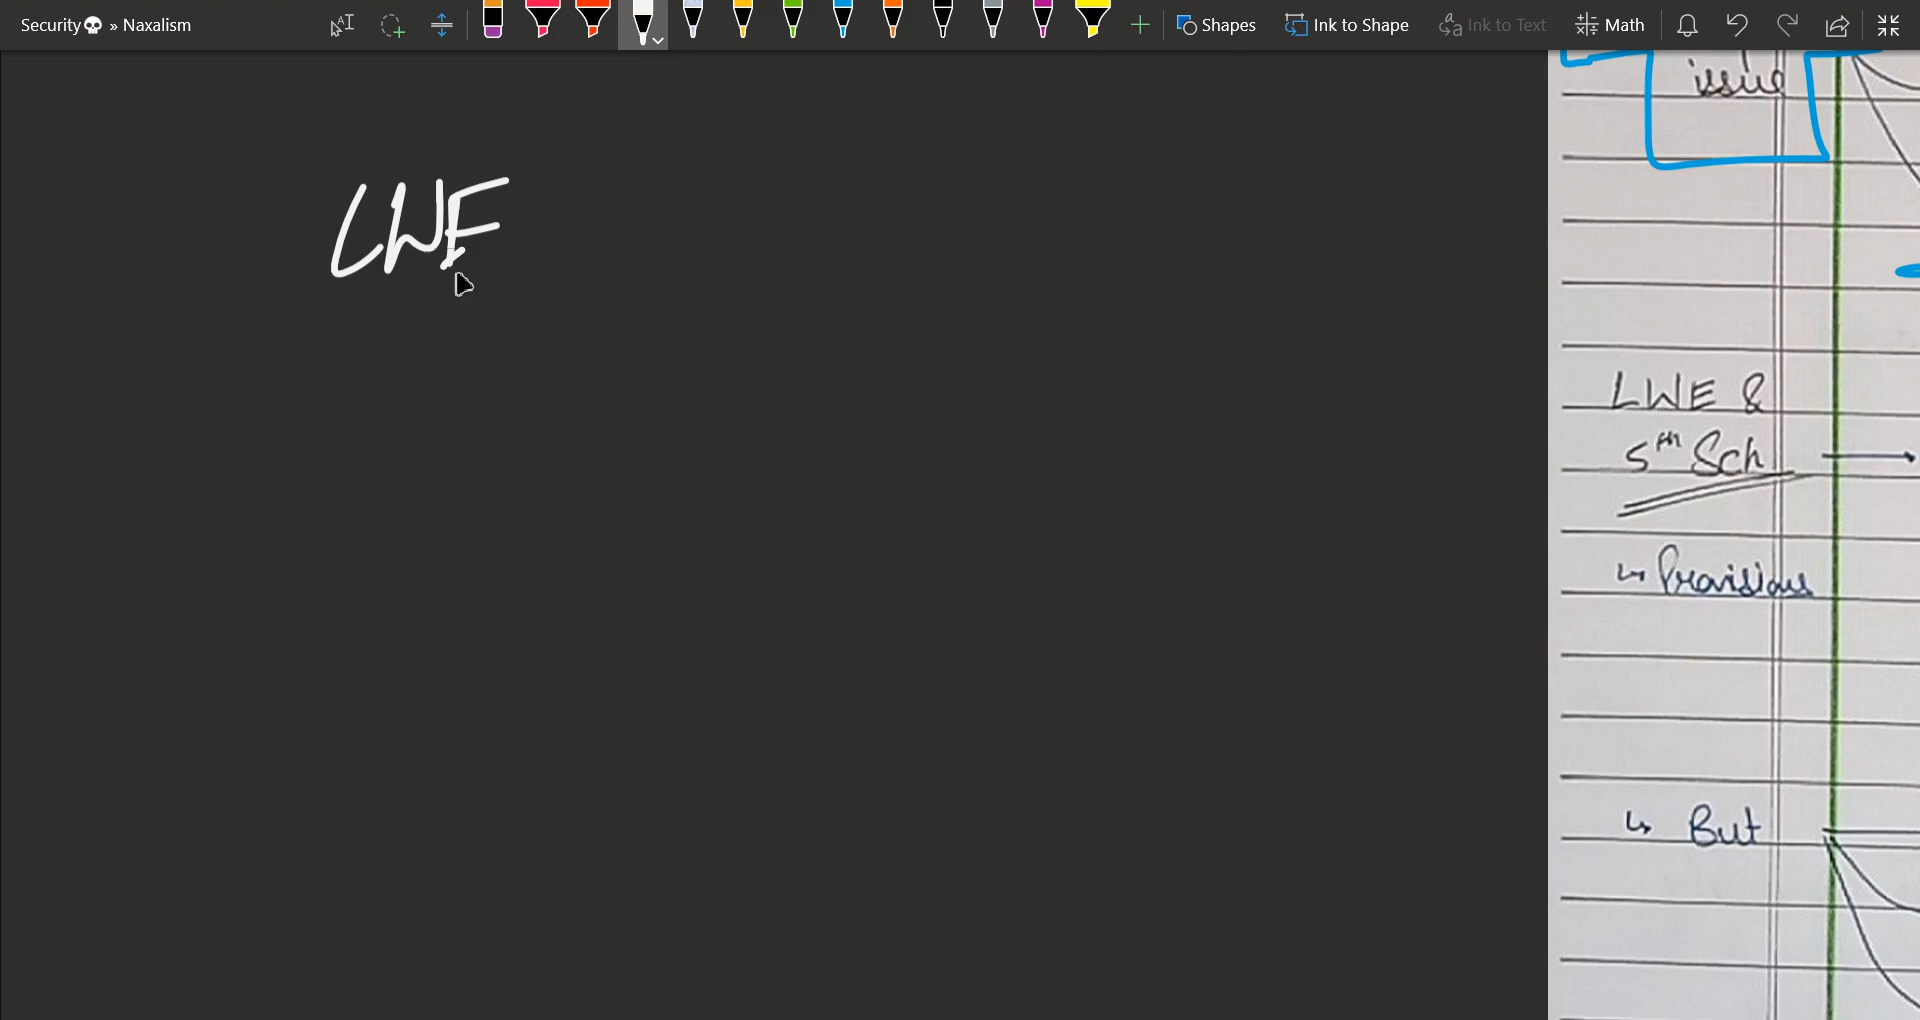 Security💀 » Naxalism
Shapes
Ink to Shape
Ink to Text
Math
LWE
issue
LWE &
5th Sch
↳ Provisions
↳ But